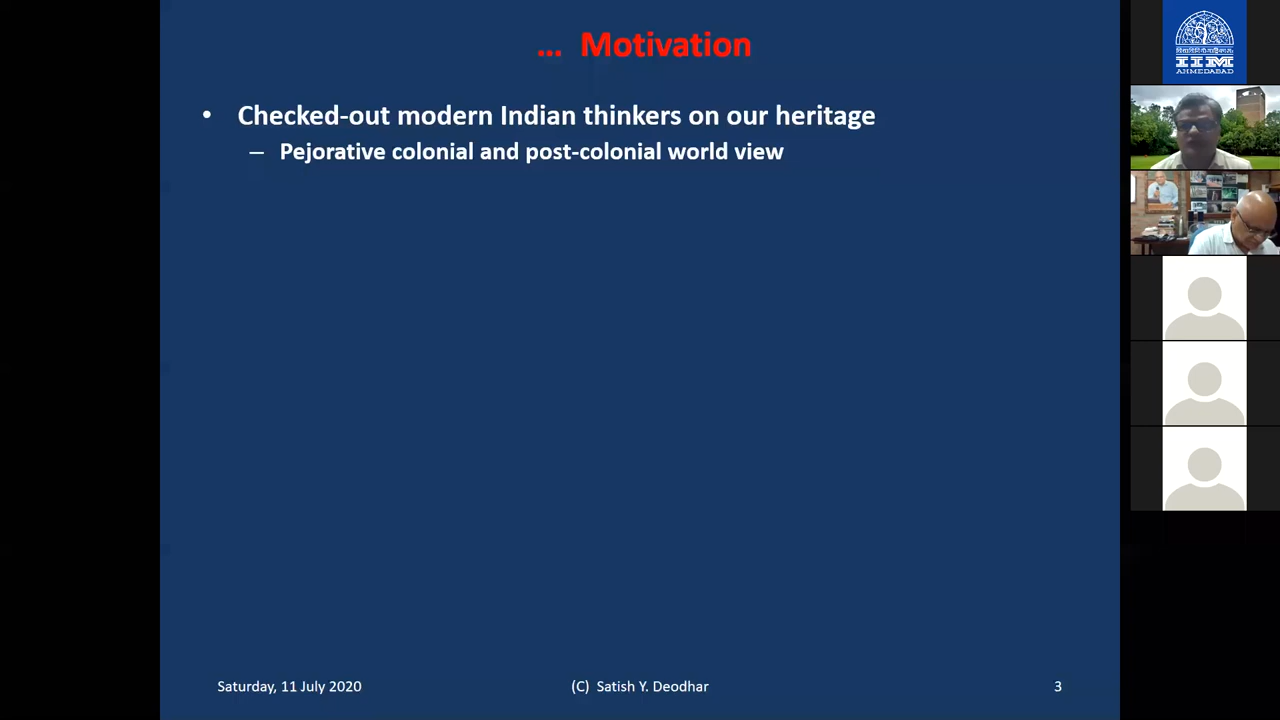 … Motivation
• Checked-out modern Indian thinkers on our heritage
– Pejorative colonial and post-colonial world view
Saturday, 11 July 2020
(C) Satish Y. Deodhar
3
IIM
AHMEDABAD